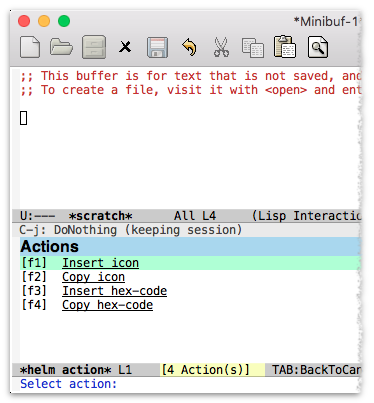 *Minibuf-1*
;; This buffer is for text that is not saved, and
;; To create a file, visit it with <open> and ent
U:--- *scratch* All L4 (Lisp Interactio
C-j: DoNothing (keeping session)
Actions
[f1] Insert icon
[f2] Copy icon
[f3] Insert hex-code
[f4] Copy hex-code
*helm action* L1 [4 Action(s)] TAB:BackToCan
Select action: